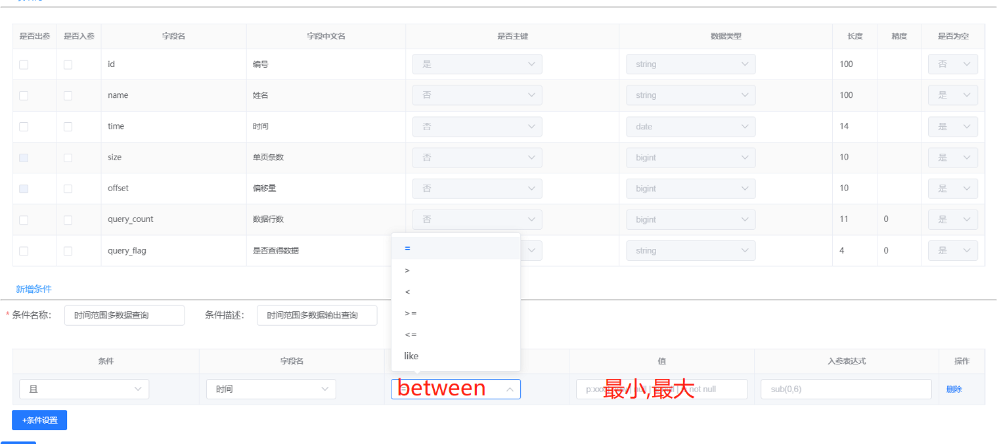 是否出参 是否入参 字段名 字段中文名 是否主键 数据类型 长度 精度 是否为空
id 编号 是 string 100 否
name 姓名 否 string 100 是
time 时间 否 date 14 是
size 单页条数 否 bigint 10 是
offset 偏移量 否 bigint 10 是
query_count 数据行数 否 bigint 11 0 是
query_flag 是否查得数据 string 4 0 是
=
>
<
>=
<=
like
新增条件
* 条件名称: 时间范围多数据查询 条件描述: 时间范围多数据输出查询
条件 字段名 值 入参表达式 操作
且 时间 between 最小,最大 not null sub(0,6) 删除
+条件设置